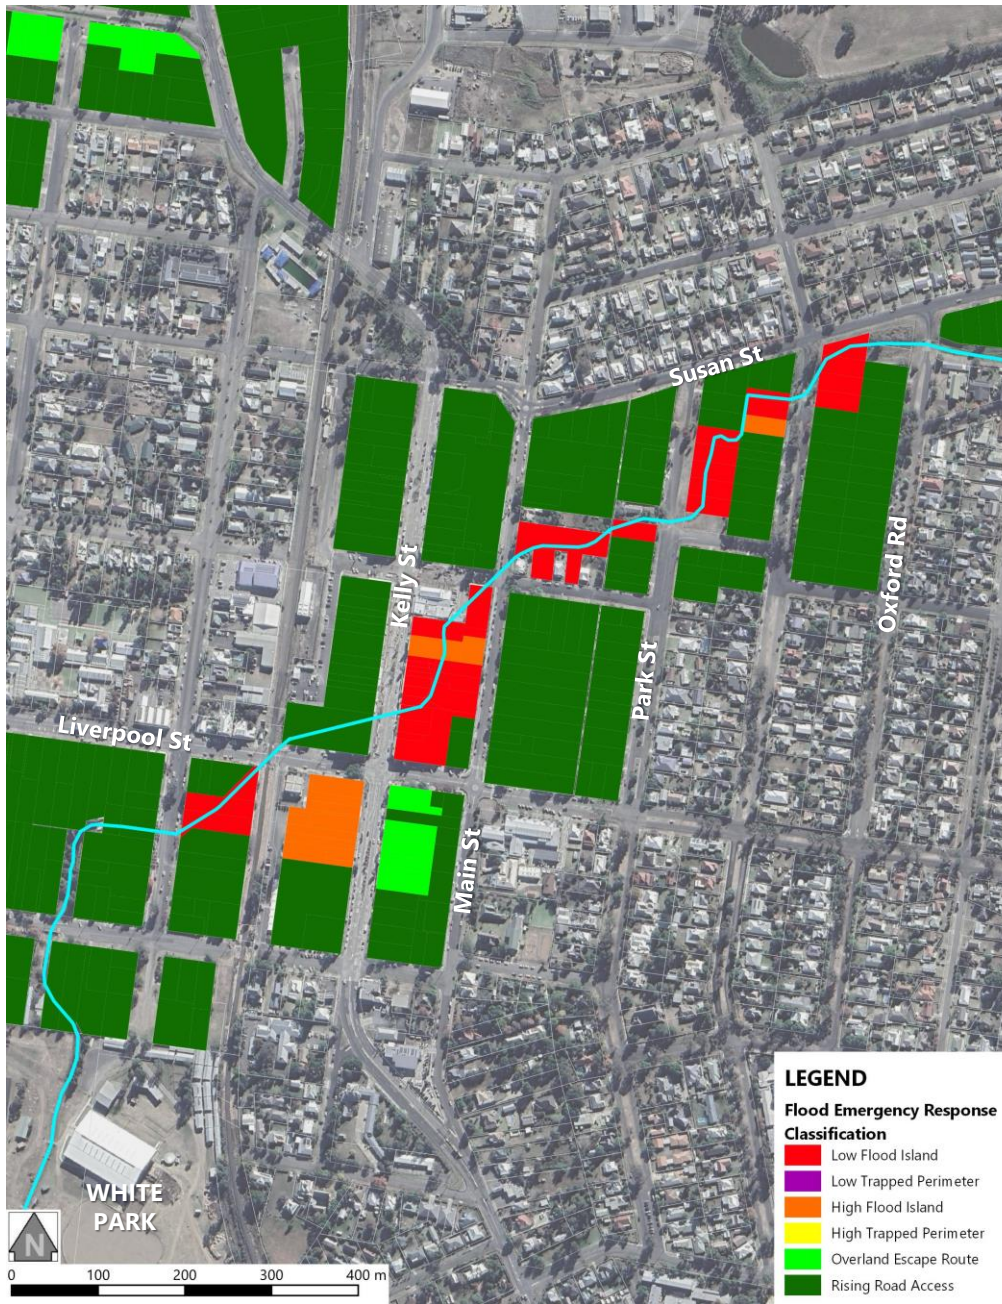 Susan St
Oxford Rd
Kelly St
Park St
Liverpool St
Main St
WHITE
PARK
N
0 100 200 300 400 m
LEGEND
Flood Emergency Response
Classification
Low Flood Island
Low Trapped Perimeter
High Flood Island
High Trapped Perimeter
Overland Escape Route
Rising Road Access